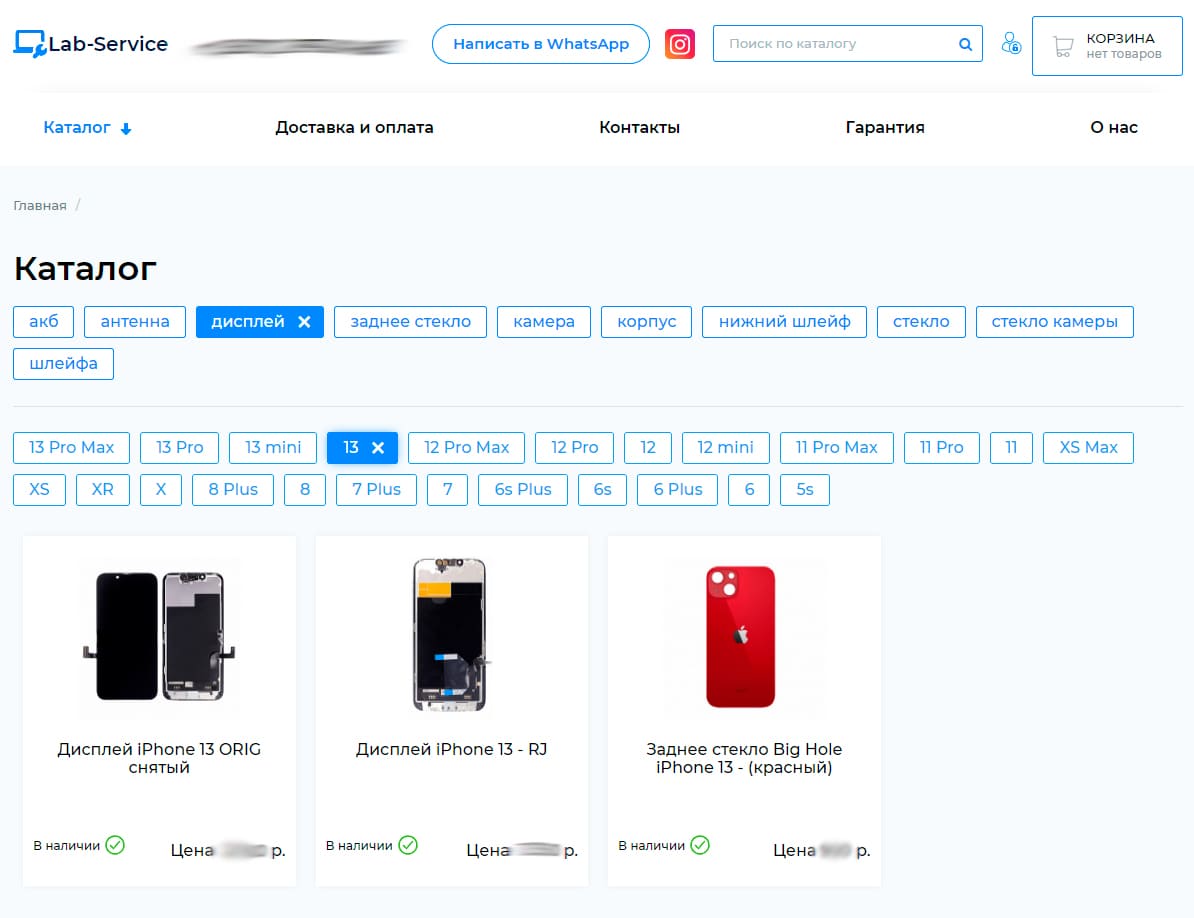 Lab-Service
Написать в WhatsApp
Поиск по каталогу
КОРЗИНА
нет товаров
Каталог
Доставка и оплата
Контакты
Гарантия
О нас
Главная /
Каталог
акб антенна дисплей заднее стекло камера корпус нижний шлейф стекло стекло камеры
шлейфа
13 Pro Max 13 Pro 13 mini 13 12 Pro Max 12 Pro 12 12 mini 11 Pro Max 11 Pro 11 XS Max
XS XR X 8 Plus 8 7 Plus 7 6s Plus 6s 6 Plus 6 5s
Дисплей iPhone 13 ORIG
снятый
В наличии Цена р.
Дисплей iPhone 13 - RJ
В наличии Цена р.
Заднее стекло Big Hole
iPhone 13 - (красный)
В наличии Цена р.